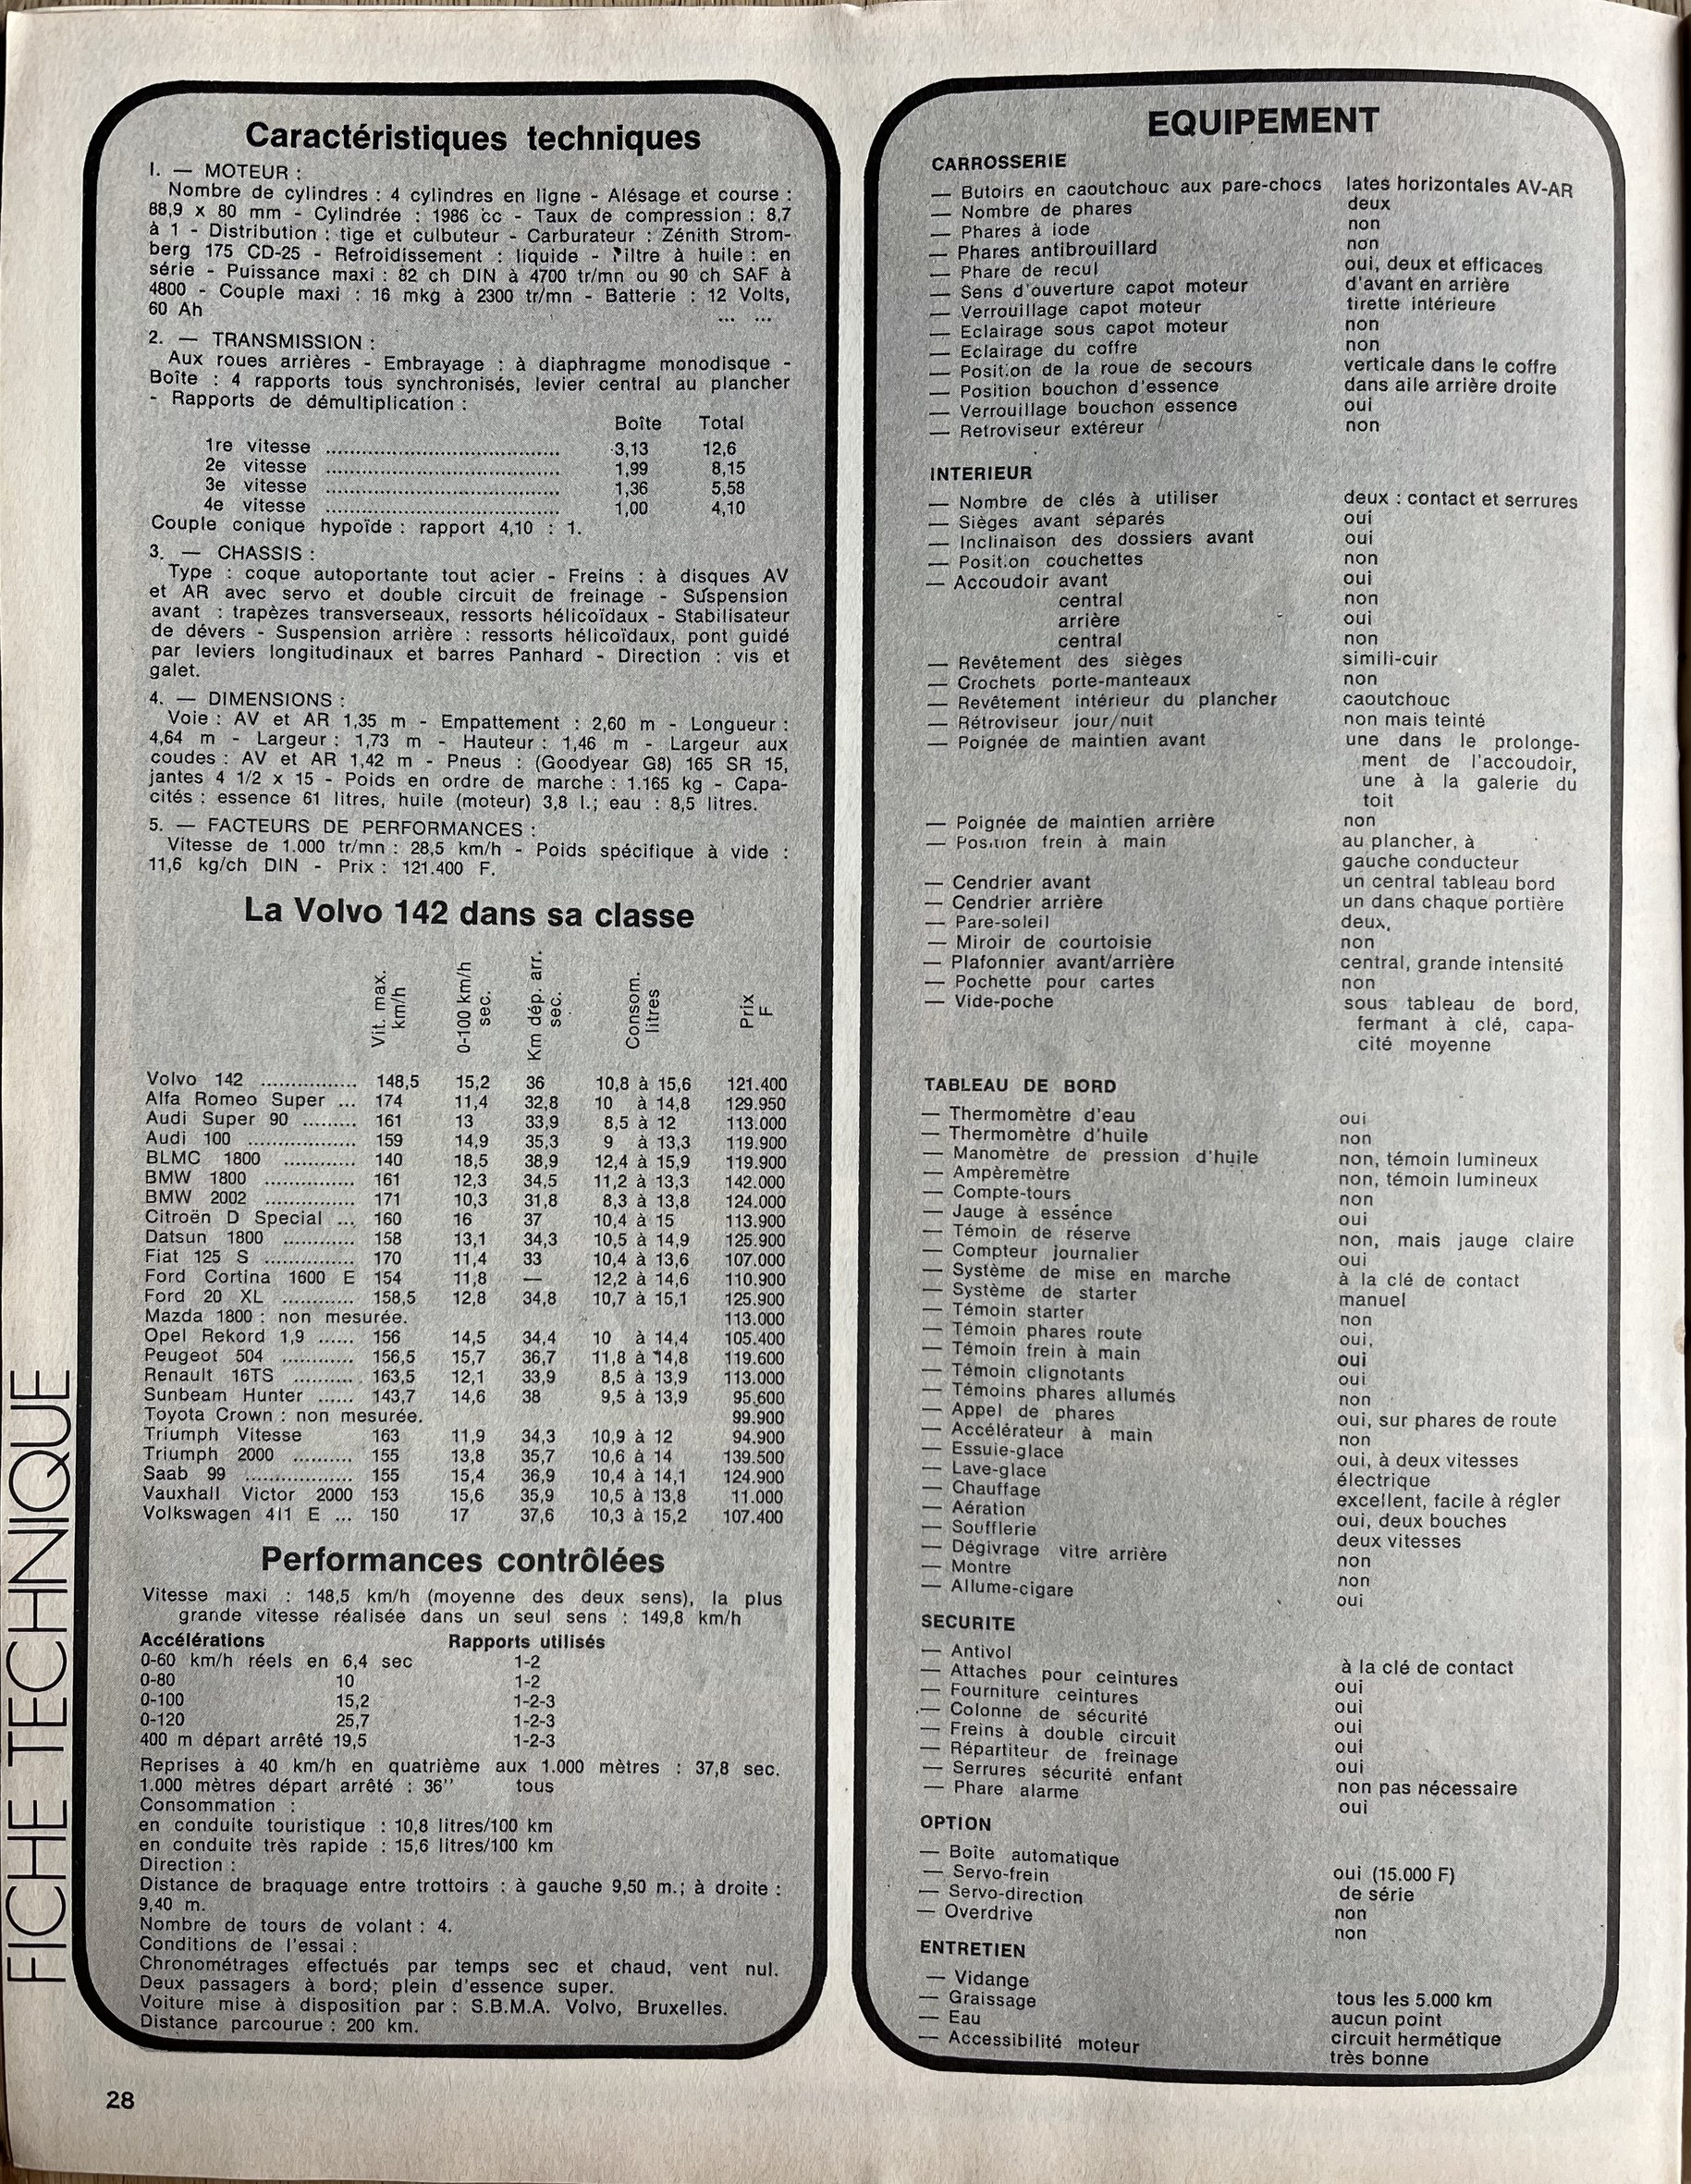 Caractéristiques techniques
1. — MOTEUR :
Nombre de cylindres : 4 cylindres en ligne - Alésage et course :
88,9 x 80 mm - Cylindrée : 1986 cc - Taux de compression : 8,7
à 1 - Distribution : tige et culbuteur - Carburateur : Zénith Strom-
berg 175 CD-25 - Refroidissement : liquide - Filtre à huile : en
série - Puissance maxi : 82 ch DIN à 4700 tr/mn ou 90 ch SAF à
4800 - Couple maxi : 16 mkg à 2300 tr/mn - Batterie : 12 Volts,
60 Ah ... ...
2. — TRANSMISSION :
Aux roues arrières - Embrayage : à diaphragme monodisque -
Boîte : 4 rapports tous synchronisés, levier central au plancher
- Rapports de démultiplication :
Boîte Total
1re vitesse ........ 3,13 12,6
2e vitesse ........ 1,99 8,15
3e vitesse ........ 1,36 5,58
4e vitesse ........ 1,00 4,10
Couple conique hypoïde : rapport 4,10 : 1.
3. — CHASSIS :
Type : coque autoportante tout acier - Freins : à disques AV
et AR avec servo et double circuit de freinage - Suspension
avant : trapèzes transverseaux, ressorts hélicoïdaux - Stabilisateur
de dévers - Suspension arrière : ressorts hélicoïdaux, pont guidé
par leviers longitudinaux et barres Panhard - Direction : vis et
galet.
4. — DIMENSIONS :
Voie : AV et AR 1,35 m - Empattement : 2,60 m - Longueur :
4,64 m - Largeur : 1,73 m - Hauteur : 1,46 m - Largeur aux
coudes : AV et AR 1,42 m - Pneus : (Goodyear G8) 165 SR 15,
jantes 4 1/2 x 15 - Poids en ordre de marche : 1.165 kg - Capa-
cités : essence 61 litres, huile (moteur) 3,8 l.; eau : 8,5 litres.
5. — FACTEURS DE PERFORMANCES :
Vitesse de 1.000 tr/mn : 28,5 km/h - Poids spécifique à vide :
11,6 kg/ch DIN - Prix : 121.400 F.
La Volvo 142 dans sa classe
Vit. max. km/h 0-100 km/h sec. Km dép. arr. sec. Consom. litres Prix F
Volvo 142 ........ 148,5 15,2 36 10,8 à 15,6 121.400
Alfa Romeo Super ... 174 11,4 32,8 10 à 14,8 129.950
Audi Super 90 ........ 161 13 33,9 8,5 à 12 113.000
Audi 100 ........ 159 14,9 35,3 9 à 13,3 119.900
BLMC 1800 ........ 140 18,5 38,9 12,4 à 15,9 119.900
BMW 1800 ........ 161 12,3 34,5 11,2 à 13,3 142.000
BMW 2002 ........ 171 10,3 31,8 8,3 à 13,8 124.000
Citroën D Special ... 160 16 37 10,4 à 15 113.900
Datsun 1800 ........ 158 13,1 34,3 10,5 à 14,9 125.900
Fiat 125 S ........ 170 11,4 33 10,4 à 13,6 107.000
Ford Cortina 1600 E 154 11,8 — 12,2 à 14,6 110.900
Ford 20 XL ........ 158,5 12,8 34,8 10,7 à 15,1 125.900
Mazda 1800 : non mesurée. 113.000
Opel Rekord 1,9 ...... 156 14,5 34,4 10 à 14,4 105.400
Peugeot 504 ........ 156,5 15,7 36,7 11,8 à 14,8 119.600
Renault 16TS ........ 163,5 12,1 33,9 8,5 à 13,9 113.000
Sunbeam Hunter ...... 143,7 14,6 38 9,5 à 13,9 95.600
Toyota Crown : non mesurée. 99.900
Triumph Vitesse 163 11,9 34,3 10,9 à 12 94.900
Triumph 2000 ........ 155 13,8 35,7 10,6 à 14 139.500
Saab 99 ........ 155 15,4 36,9 10,4 à 14,1 124.900
Vauxhall Victor 2000 153 15,6 35,9 10,5 à 13,8 11.000
Volkswagen 411 E ... 150 17 37,6 10,3 à 15,2 107.400
Performances contrôlées
Vitesse maxi : 148,5 km/h (moyenne des deux sens), la plus
grande vitesse réalisée dans un seul sens : 149,8 km/h
Accélérations Rapports utilisés
0-60 km/h réels en 6,4 sec 1-2
0-80 10 1-2
0-100 15,2 1-2-3
0-120 25,7 1-2-3
400 m départ arrêté 19,5 1-2-3
Reprises à 40 km/h en quatrième aux 1.000 mètres : 37,8 sec.
1.000 mètres départ arrêté : 36'' tous
Consommation :
en conduite touristique : 10,8 litres/100 km
en conduite très rapide : 15,6 litres/100 km
Direction :
Distance de braquage entre trottoirs : à gauche 9,50 m.; à droite :
9,40 m.
Nombre de tours de volant : 4.
Conditions de l'essai :
Chronométrages effectués par temps sec et chaud, vent nul.
Deux passagers à bord; plein d'essence super.
Voiture mise à disposition par : S.B.M.A. Volvo, Bruxelles.
Distance parcourue : 200 km.
EQUIPEMENT
CARROSSERIE
— Butoirs en caoutchouc aux pare-chocs lates horizontales AV-AR
— Nombre de phares deux
— Phares à iode non
— Phares antibrouillard non
— Phare de recul oui, deux et efficaces
— Sens d'ouverture capot moteur d'avant en arrière
— Verrouillage capot moteur tirette intérieure
— Eclairage sous capot moteur non
— Eclairage du coffre non
— Position de la roue de secours verticale dans le coffre
— Position bouchon d'essence dans aile arrière droite
— Verrouillage bouchon essence oui
— Retroviseur extéreur non
INTERIEUR
— Nombre de clés à utiliser deux : contact et serrures
— Sièges avant séparés oui
— Inclinaison des dossiers avant oui
— Position couchettes non
— Accoudoir avant oui
central non
arrière oui
central non
— Revêtement des sièges simili-cuir
— Crochets porte-manteaux non
— Revêtement intérieur du plancher caoutchouc
— Rétroviseur jour/nuit non mais teinté
— Poignée de maintien avant une dans le prolonge-
ment de l'accoudoir,
une à la galerie du
toit
— Poignée de maintien arrière non
— Position frein à main au plancher, à
gauche conducteur
— Cendrier avant un central tableau bord
— Cendrier arrière un dans chaque portière
— Pare-soleil deux,
— Miroir de courtoisie non
— Plafonnier avant/arrière central, grande intensité
— Pochette pour cartes non
— Vide-poche sous tableau de bord,
fermant à clé, capa-
cité moyenne
TABLEAU DE BORD
— Thermomètre d'eau oui
— Thermomètre d'huile non
— Manomètre de pression d'huile non, témoin lumineux
— Ampèremètre non, témoin lumineux
— Compte-tours non
— Jauge à essence oui
— Témoin de réserve non, mais jauge claire
— Compteur journalier oui
— Système de mise en marche à la clé de contact
— Système de starter manuel
— Témoin starter non
— Témoin phares route oui,
— Témoin frein à main oui
— Témoin clignotants oui
— Témoins phares allumés non
— Appel de phares oui, sur phares de route
— Accélérateur à main non
— Essuie-glace oui, à deux vitesses
— Lave-glace électrique
— Chauffage excellent, facile à régler
— Aération oui, deux bouches
— Soufflerie deux vitesses
— Dégivrage vitre arrière non
— Montre non
— Allume-cigare oui
SECURITE
— Antivol à la clé de contact
— Attaches pour ceintures oui
— Fourniture ceintures oui
— Colonne de sécurité oui
— Freins à double circuit oui
— Répartiteur de freinage oui
— Serrures sécurité enfant non pas nécessaire
— Phare alarme oui
OPTION
— Boîte automatique oui (15.000 F)
— Servo-frein de série
— Servo-direction non
— Overdrive non
ENTRETIEN
— Vidange tous les 5.000 km
— Graissage aucun point
— Eau circuit hermétique
— Accessibilité moteur très bonne
FICHE TECHNIQUE
28